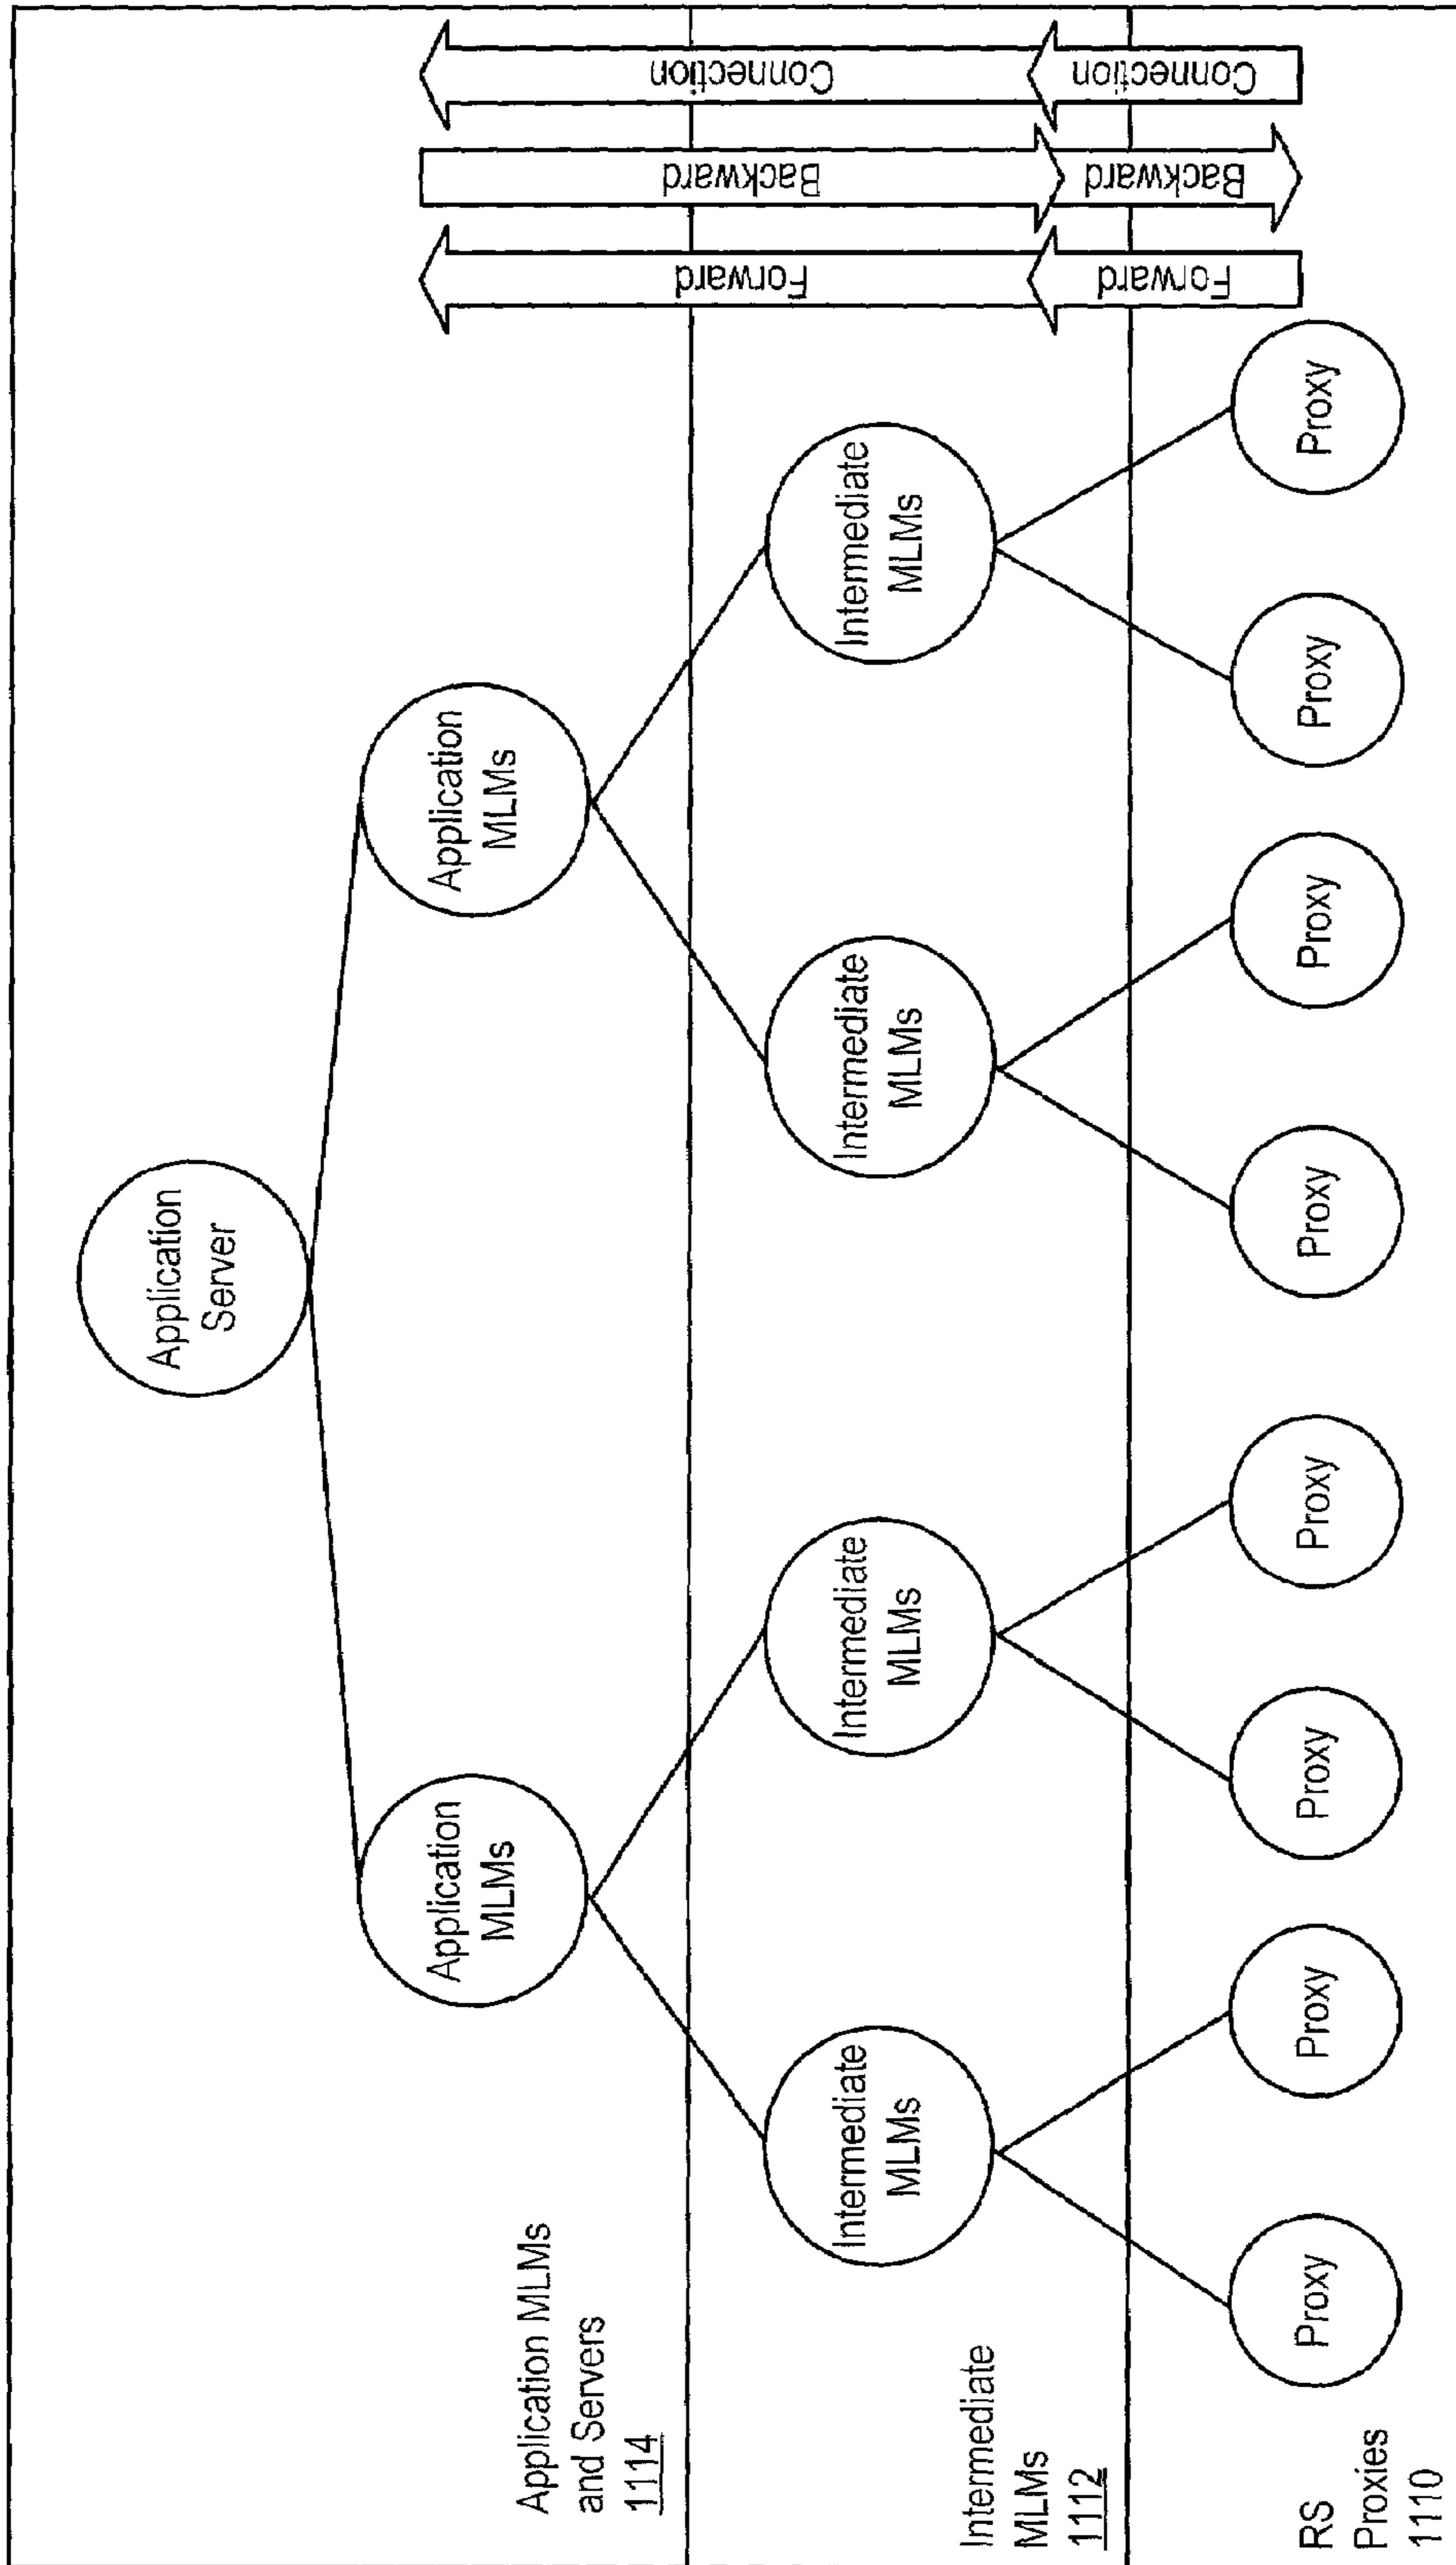 Application
Server
Application
MLMs
Application
MLMs
Application MLMs
and Servers
1114
Intermediate
MLMs
Intermediate
MLMs
Intermediate
MLMs
Intermediate
MLMs
Intermediate
MLMs
1112
Proxy
Proxy
Proxy
Proxy
Proxy
Proxy
Proxy
Proxy
RS
Proxies
1110
Forward
Forward
Backward
Backward
Connection
Connection